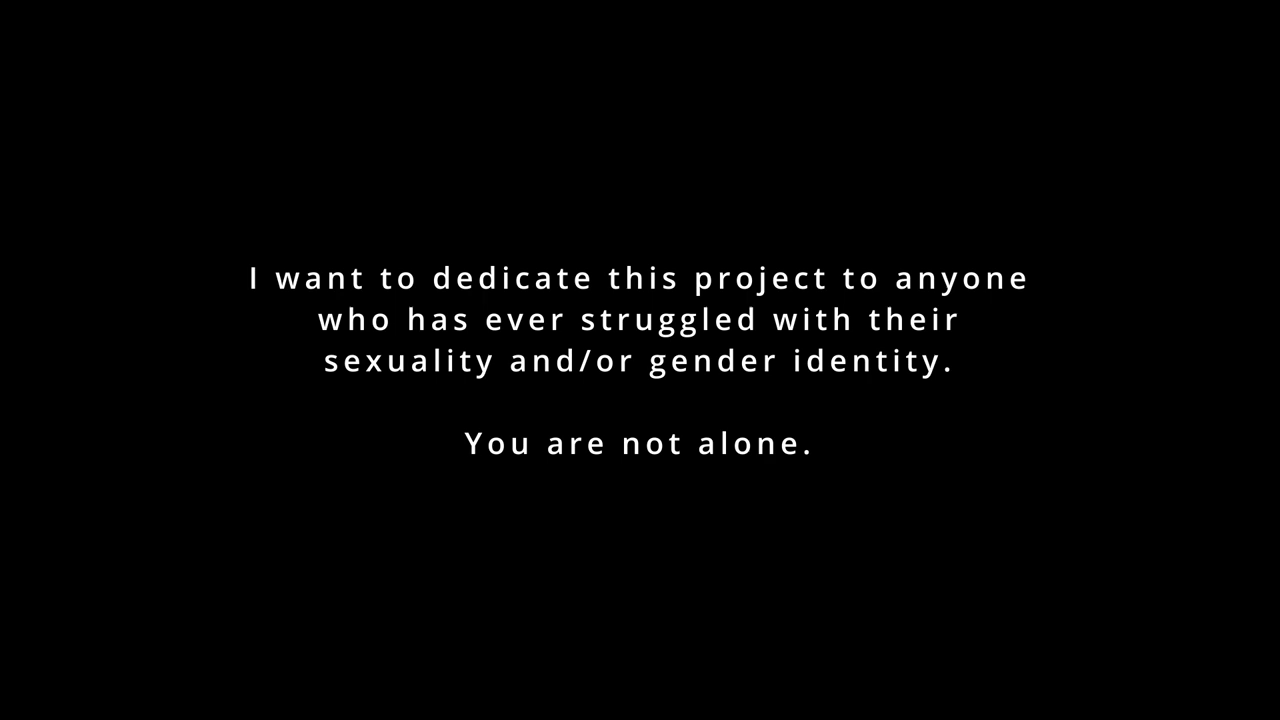 I want to dedicate this project to anyone
who has ever struggled with their
sexuality and/or gender identity.
You are not alone.